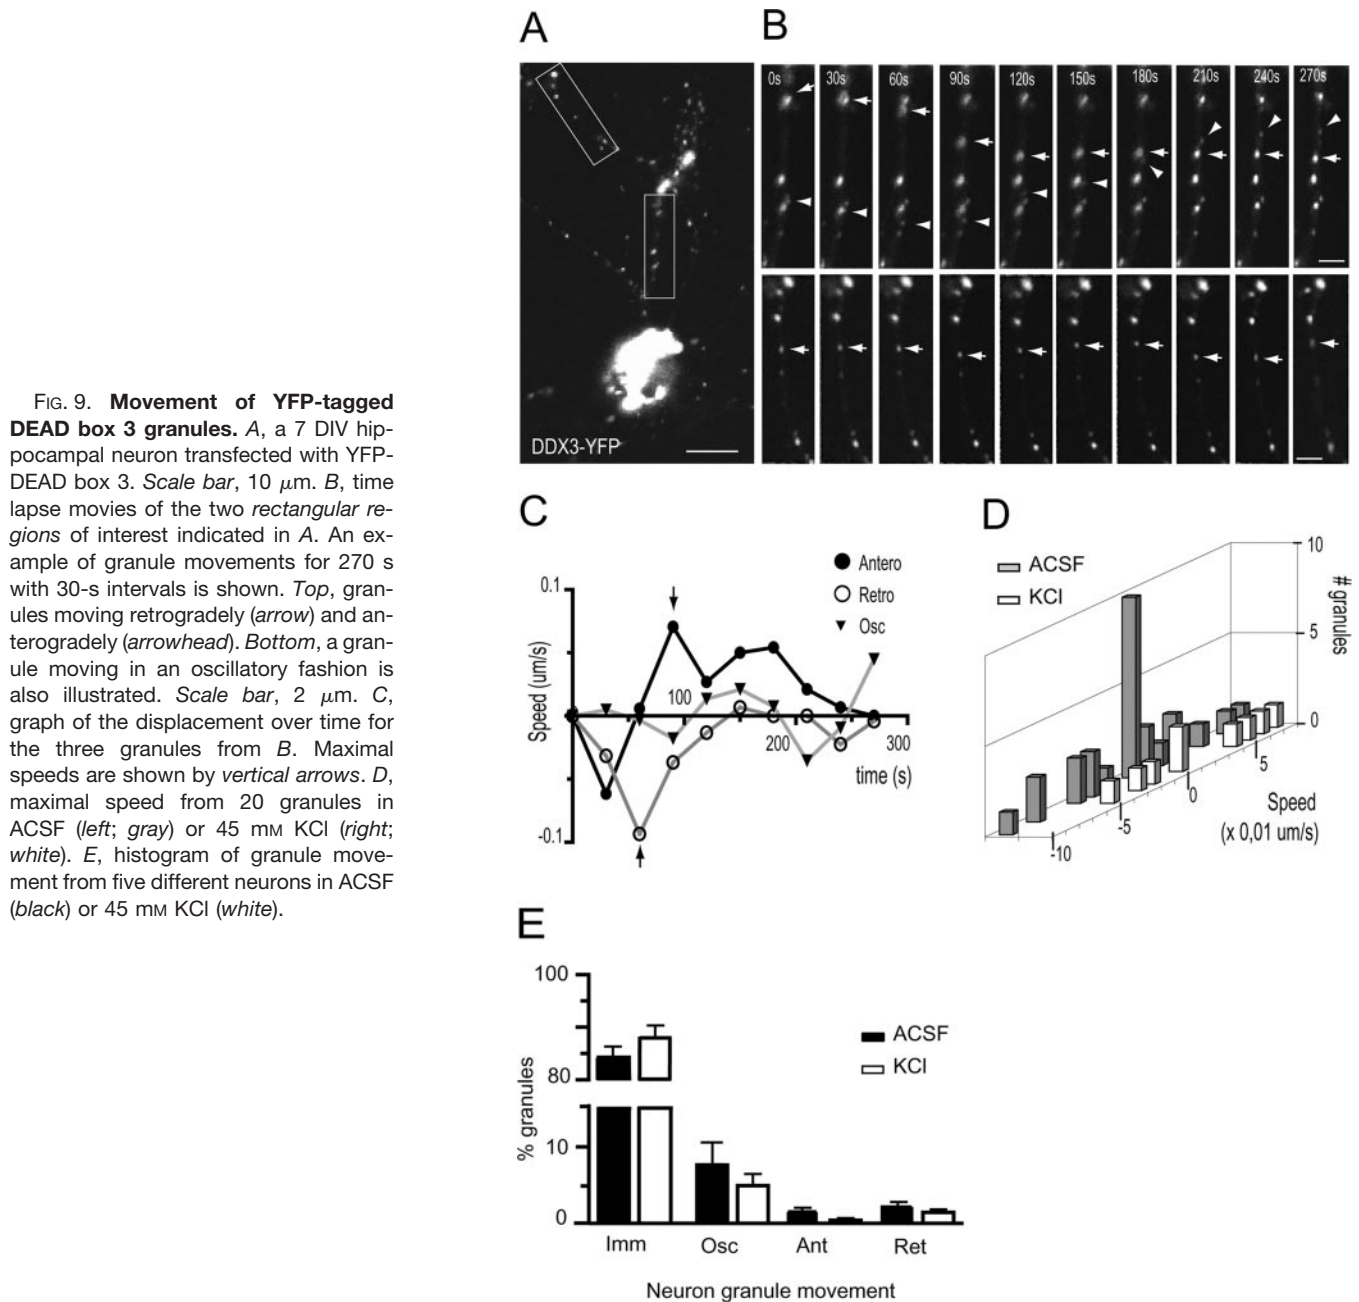 FIG. 9. Movement of YFP-tagged
DEAD box 3 granules. A, a 7 DIV hip-
pocampal neuron transfected with YFP-
DEAD box 3. Scale bar, 10 μm. B, time
lapse movies of the two rectangular re-
gions of interest indicated in A. An ex-
ample of granule movements for 270 s
with 30-s intervals is shown. Top, gran-
ules moving retrogradely (arrow) and an-
terogradely (arrowhead). Bottom, a gran-
ule moving in an oscillatory fashion is
also illustrated. Scale bar, 2 μm. C,
graph of the displacement over time for
the three granules from B. Maximal
speeds are shown by vertical arrows. D,
maximal speed from 20 granules in
ACSF (left; gray) or 45 mM KCl (right;
white). E, histogram of granule move-
ment from five different neurons in ACSF
(black) or 45 mM KCl (white).
A
DDX3-YFP
B
0s 30s 60s 90s 120s 150s 180s 210s 240s 270s
C
Antero
Retro
Osc
0.1
0
-0.1
Speed (um/s)
100
200
300
time (s)
D
ACSF
KCl
10
5
0
# granules
5
0
-5
-10
Speed
(x 0,01 um/s)
E
100
80
10
0
% granules
ACSF
KCl
Imm Osc Ant Ret
Neuron granule movement